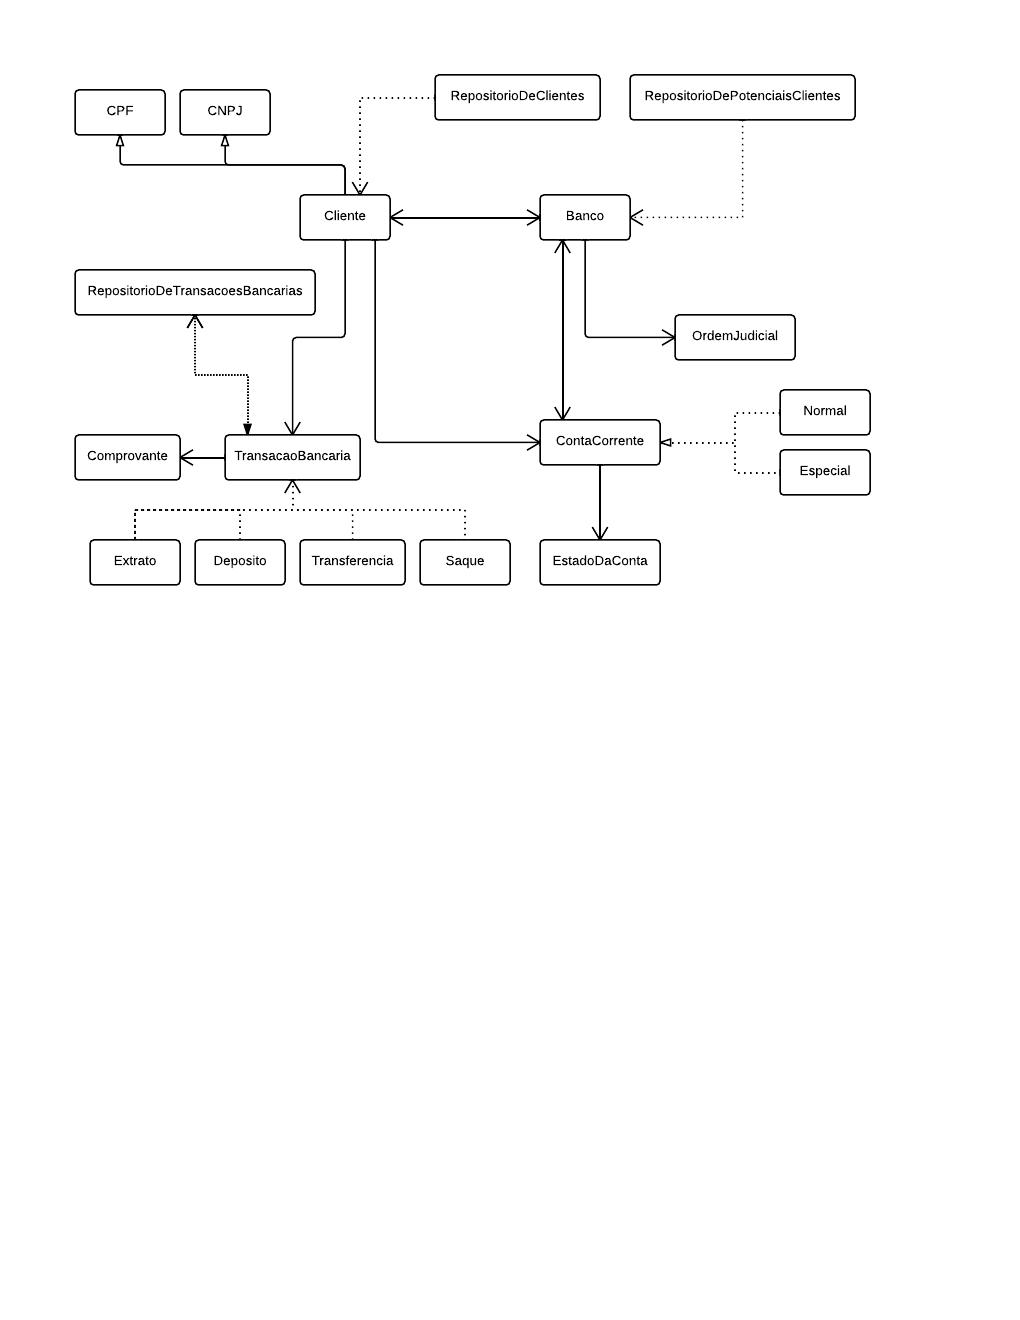 RepositorioDeClientes
RepositorioDePotenciaisClientes
CPF
CNPJ
Cliente
Banco
RepositorioDeTransacoesBancarias
OrdemJudicial
Normal
ContaCorrente
Comprovante
TransacaoBancaria
Especial
Extrato
Deposito
Transferencia
Saque
EstadoDaConta